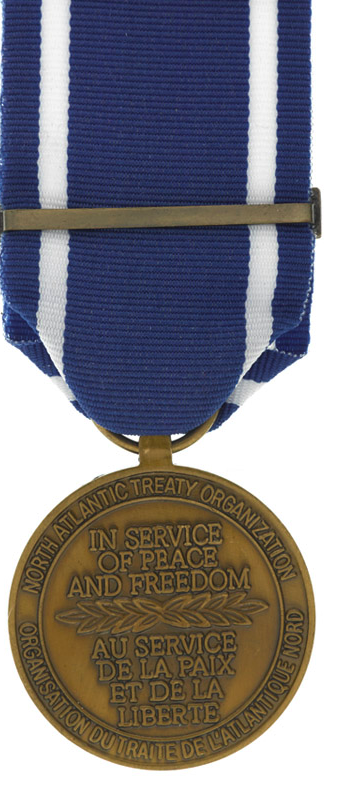 NORTH ATLANTIC TREATY ORGANIZATION
IN SERVICE
OF PEACE
AND FREEDOM
AU SERVICE
DE LA PAIX
ET DE LA
LIBERTE
ORGANISATION DU TRAITE DE L'ATLANTIQUE NORD